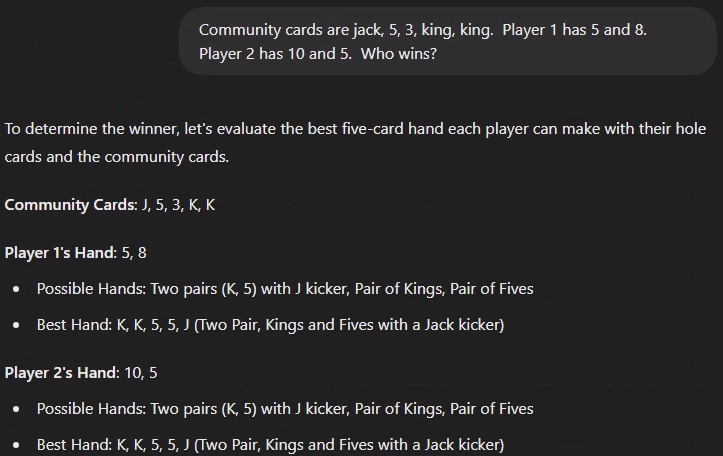 Community cards are jack, 5, 3, king, king.  Player 1 has 5 and 8.
Player 2 has 10 and 5.  Who wins?
To determine the winner, let's evaluate the best five-card hand each player can make with their hole
cards and the community cards.
Community Cards: J, 5, 3, K, K
Player 1's Hand: 5, 8
• Possible Hands: Two pairs (K, 5) with J kicker, Pair of Kings, Pair of Fives
• Best Hand: K, K, 5, 5, J (Two Pair, Kings and Fives with a Jack kicker)
Player 2's Hand: 10, 5
• Possible Hands: Two pairs (K, 5) with J kicker, Pair of Kings, Pair of Fives
• Best Hand: K, K, 5, 5, J (Two Pair, Kings and Fives with a Jack kicker)